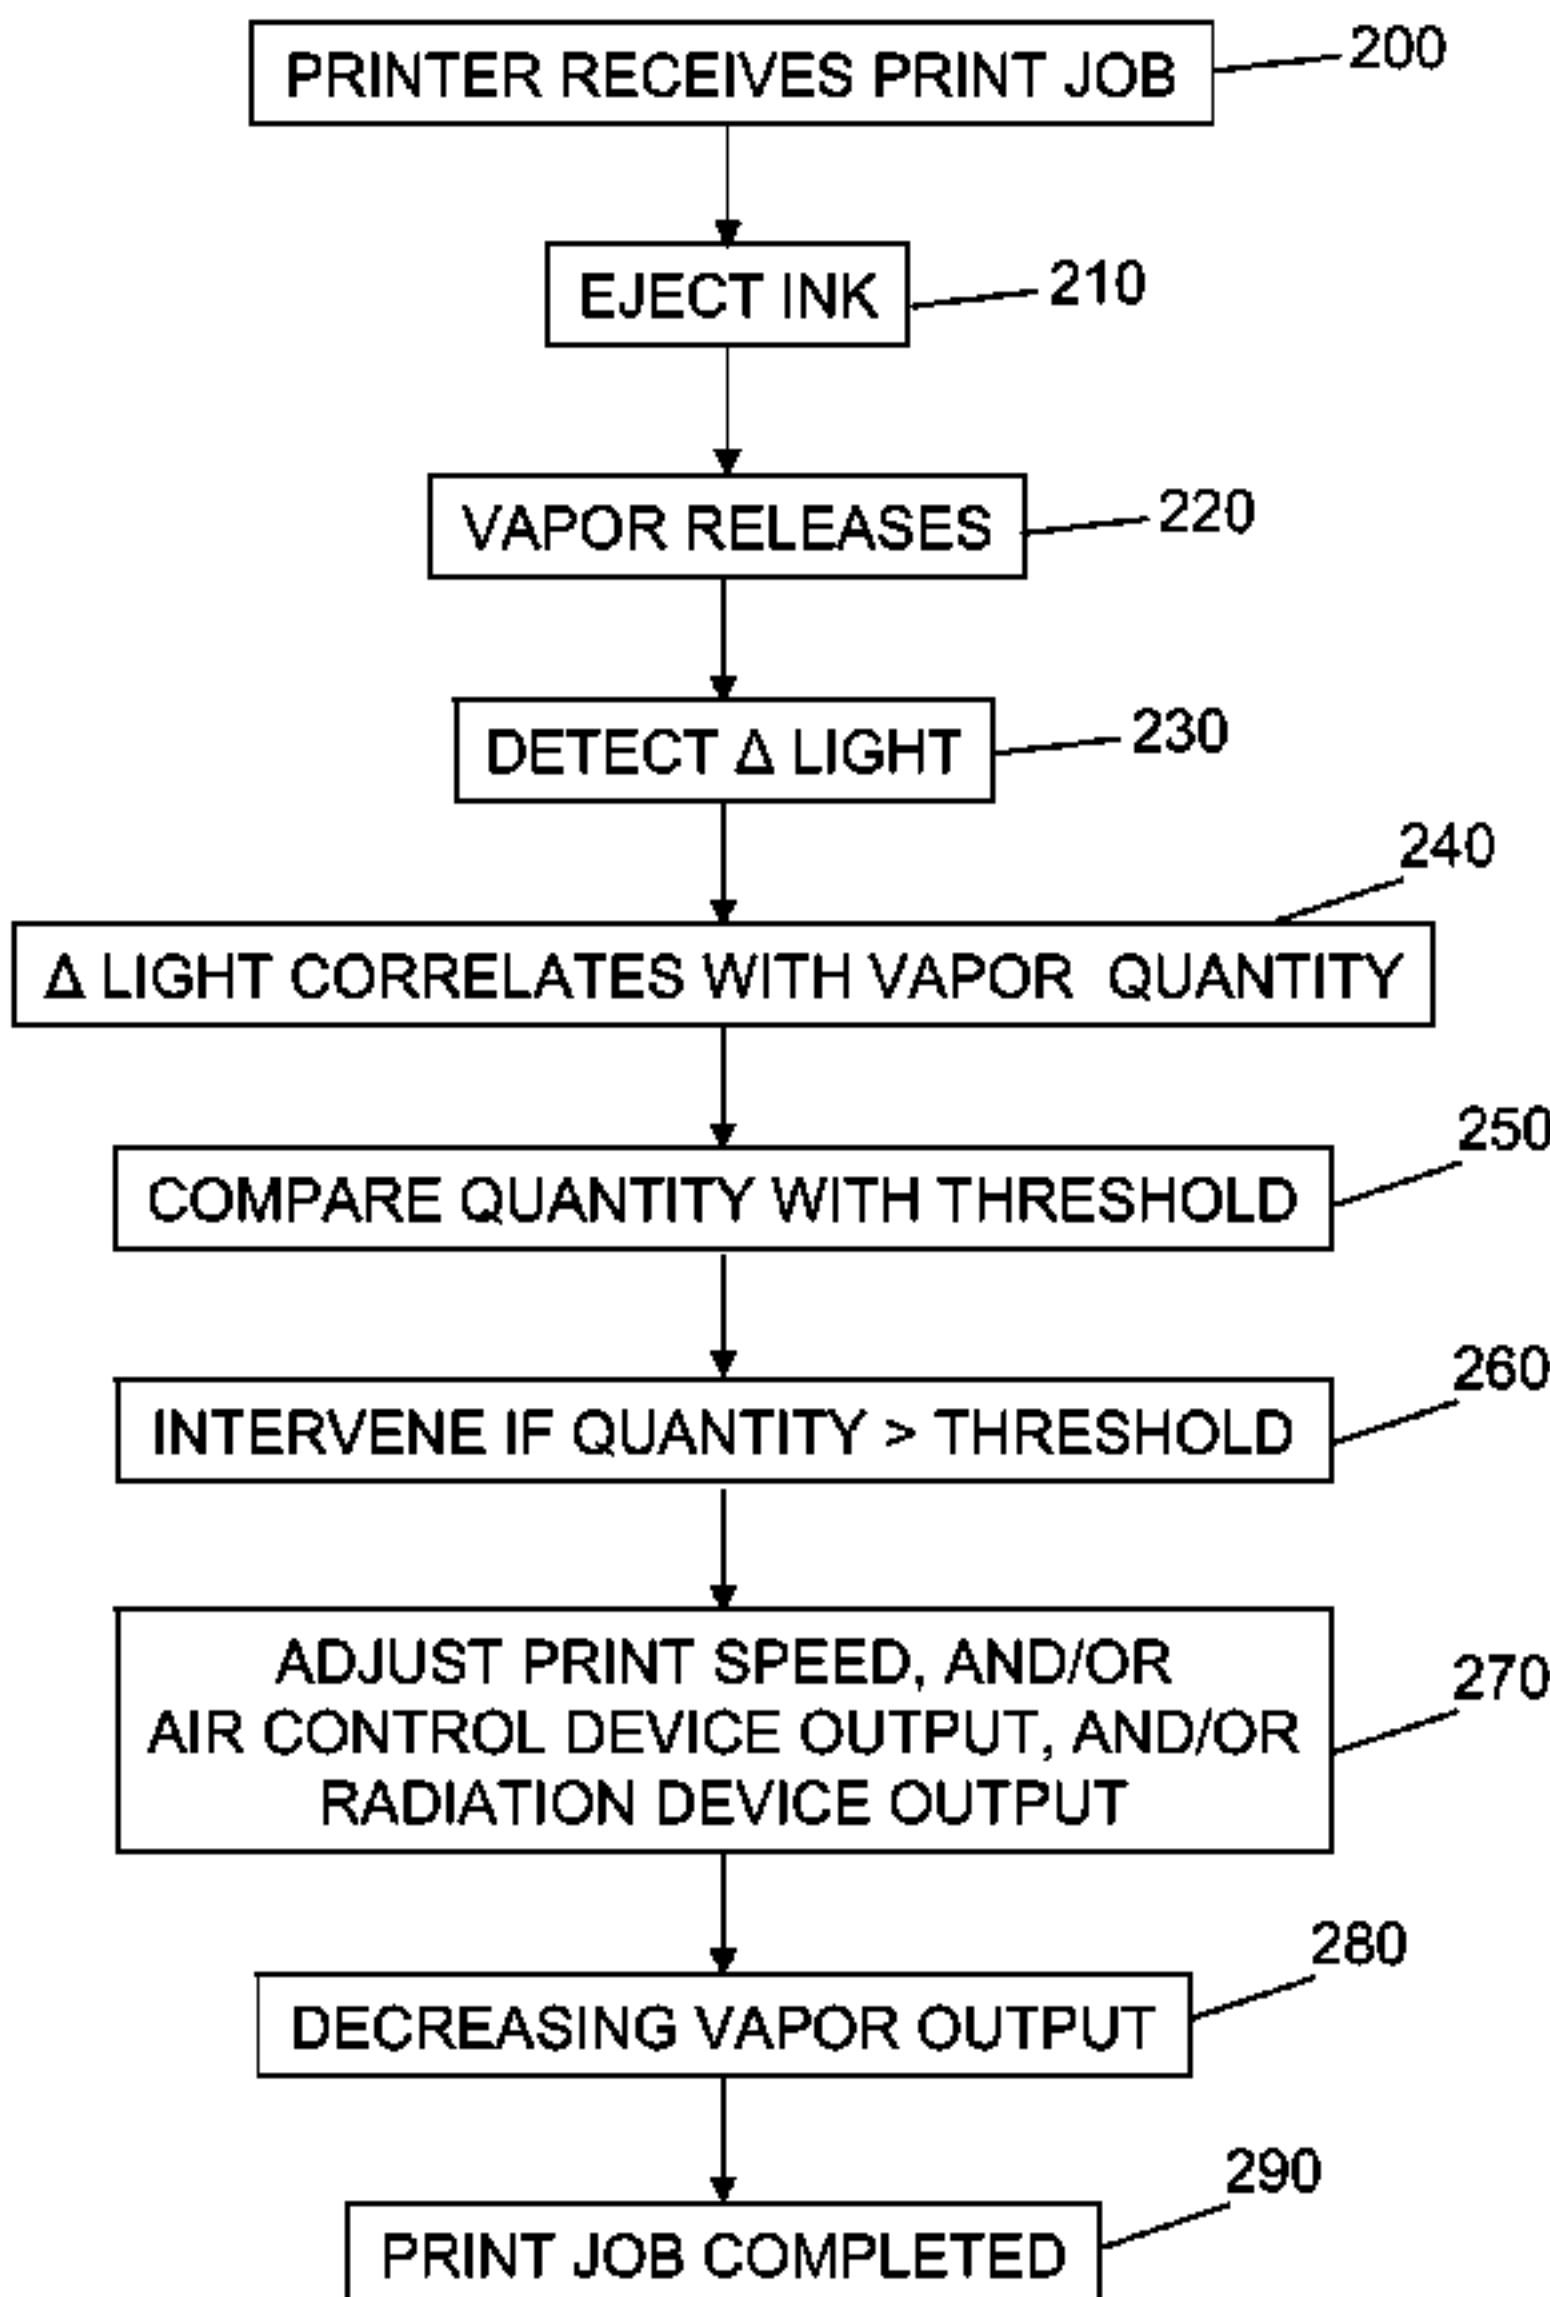 PRINTER RECEIVES PRINT JOB
200
EJECT INK
210
VAPOR RELEASES
220
DETECT Δ LIGHT
230
240
Δ LIGHT CORRELATES WITH VAPOR QUANTITY
250
COMPARE QUANTITY WITH THRESHOLD
260
INTERVENE IF QUANTITY > THRESHOLD
ADJUST PRINT SPEED, AND/OR
AIR CONTROL DEVICE OUTPUT, AND/OR
RADIATION DEVICE OUTPUT
270
280
DECREASING VAPOR OUTPUT
290
PRINT JOB COMPLETED